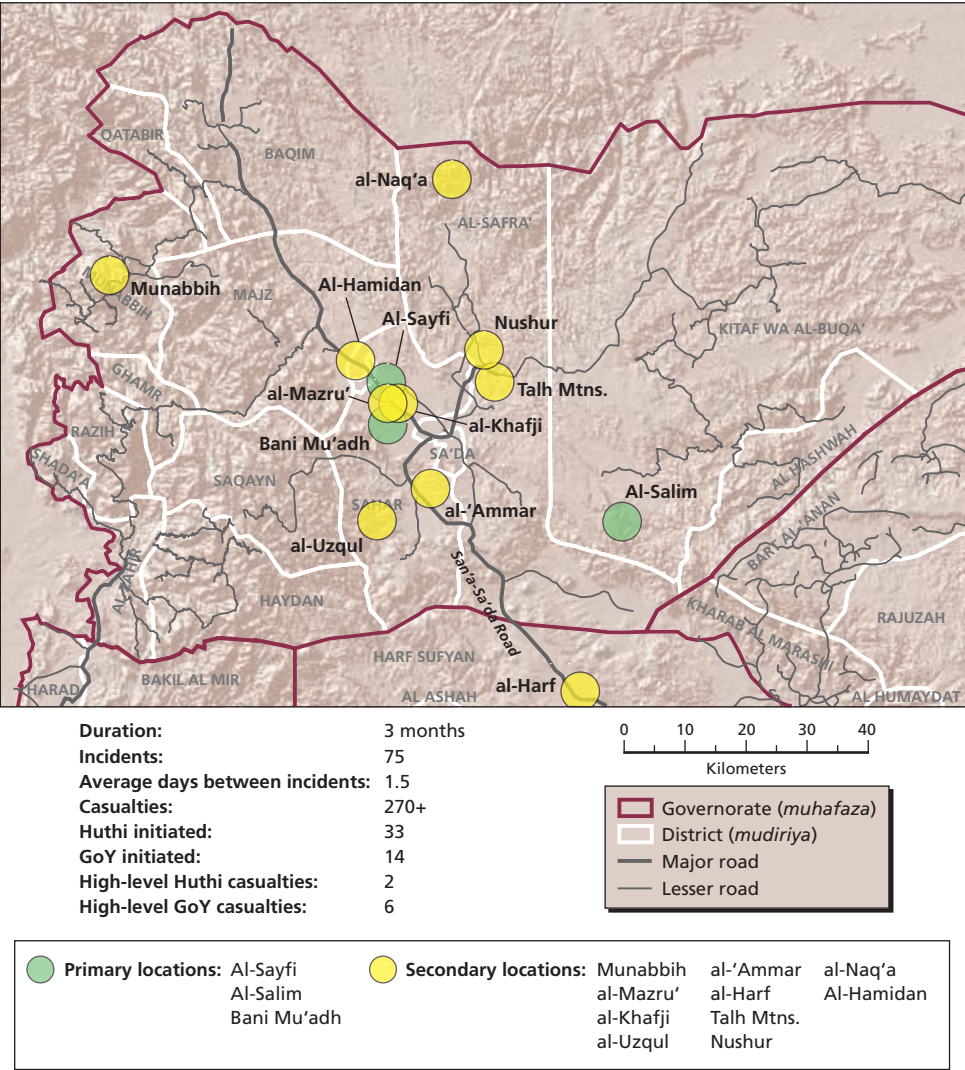 QATABIR
BAQIM
al-Naq‘a
AL-SAFRA’
Munabbih
MUNABBIH
MAJZ
Al-Hamidan
Al-Sayfi
Nushur
KITAF WA AL-BUQA’
GHAMR
al-Mazru’
Talh Mtns.
al-Khafji
RAZIH
Bani Mu‘adh
SA‘DA
SHADA’A
SAQAYN
AL HASHWAH
Al-Salim
SAHAR
al-‘Ammar
al-Uzqul
BART AL-‘ANAN
AL ZAHIR
San‘a-Sa‘da Road
HAYDAN
KHARAB AL MARASHI
RAJUZAH
HARF SUFYAN
BAKIL AL MIR
al-Harf
HARAD
AL ASHAH
AL HUMAYDAT
Duration: 3 months
Incidents: 75
Average days between incidents: 1.5
Casualties: 270+
Huthi initiated: 33
GoY initiated: 14
High-level Huthi casualties: 2
High-level GoY casualties: 6
0 10 20 30 40
Kilometers
Governorate (muhafaza)
District (mudiriya)
Major road
Lesser road
Primary locations: Al-Sayfi
Al-Salim
Bani Mu‘adh
Secondary locations: Munabbih al-‘Ammar al-Naq‘a
al-Mazru’ al-Harf Al-Hamidan
al-Khafji Talh Mtns.
al-Uzqul Nushur